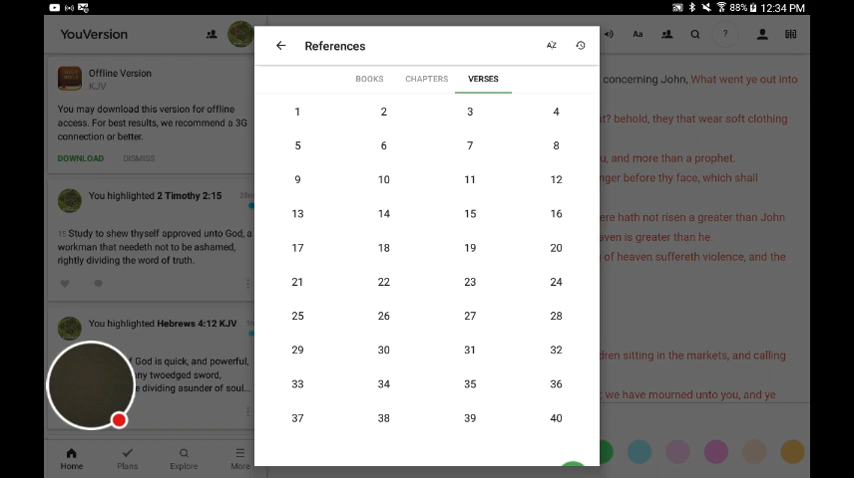 88% 12:34 PM
YouVersion
Aa
?
References
AZ
BOOKS CHAPTERS VERSES
1 2 3 4
5 6 7 8
9 10 11 12
13 14 15 16
17 18 19 20
21 22 23 24
25 26 27 28
29 30 31 32
33 34 35 36
37 38 39 40
Offline Version
KJV
You may download this version for offline
access. For best results, we recommend a 3G
connection or better.
DOWNLOAD DISMISS
You highlighted 2 Timothy 2:15
15 Study to shew thyself approved unto God, a
workman that needeth not to be ashamed,
rightly dividing the word of truth.
You highlighted Hebrews 4:12 KJV
God is quick, and powerful,
any twoedged sword,
e dividing asunder of soul...
Home Plans Explore More
concerning John, What went ye out into
t? behold, they that wear soft clothing
u, and more than a prophet.
nger before thy face, which shall
ere hath not risen a greater than John
aven is greater than he.
of heaven suffereth violence, and the
dren sitting in the markets, and calling
; we have mourned unto you, and ye